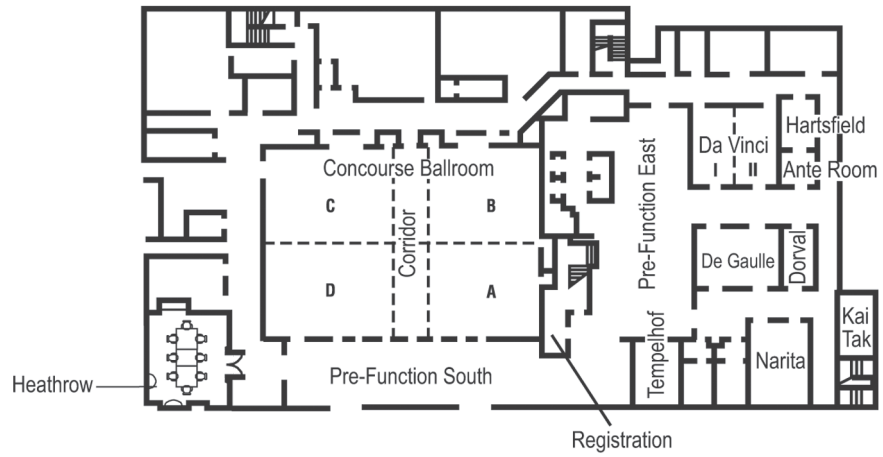 Hartsfield
Da Vinci
I
II
Ante Room
Concourse Ballroom
C
B
Corridor
D
A
Pre-Function East
De Gaulle
Dorval
Kai
Tak
Tempelhof
Narita
Pre-Function South
Heathrow
Registration